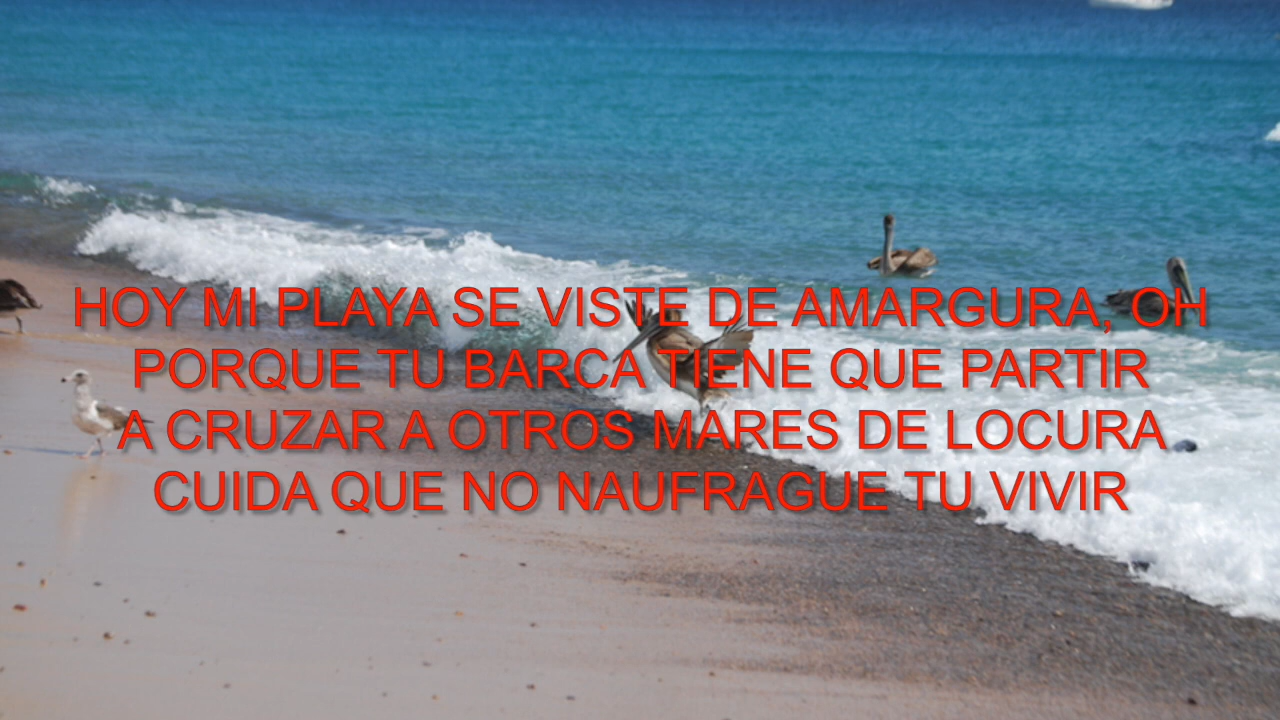 HOY MI PLAYA SE VISTE DE AMARGURA, OH
PORQUE TU BARCA TIENE QUE PARTIR
A CRUZAR A OTROS MARES DE LOCURA
CUIDA QUE NO NAUFRAGUE TU VIVIR